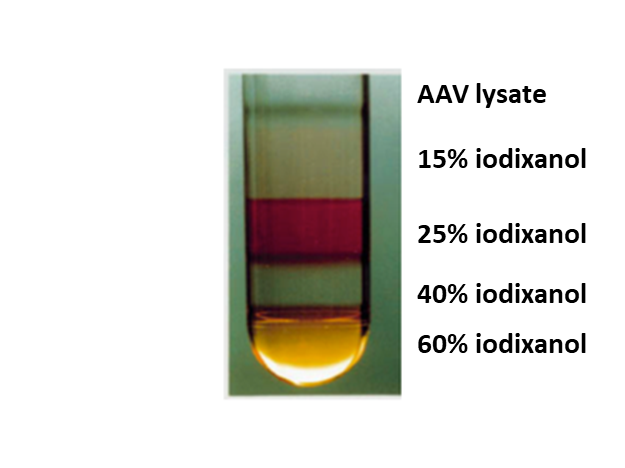 AAV lysate
15% iodixanol
25% iodixanol
40% iodixanol
60% iodixanol